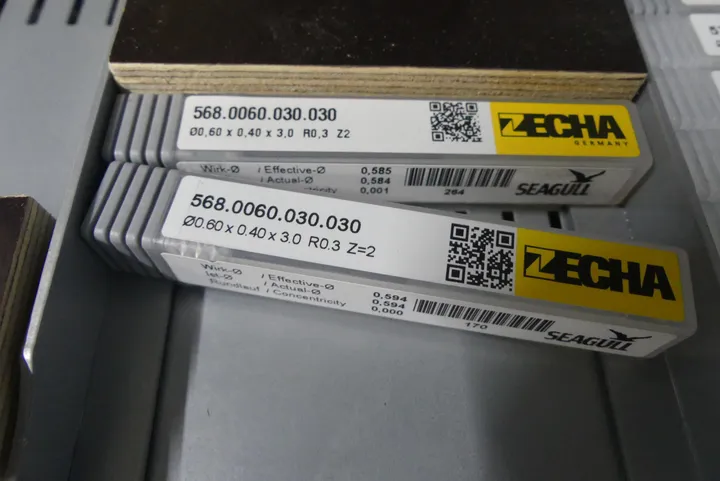 568.0060.030.030
Ø0,60 x 0,40 x 3,0 R0,3 Z2
ZECHA
GERMANY
Wirk-Ø / Effective-Ø 0,585
/ Actual-Ø 0,584
0,001
264
SEAGULL
568.0060.030.030
Ø0.60 x 0.40 x 3.0 R0.3 Z=2
ZECHA
Wirk-Ø / Effective-Ø 0,594
Ist-Ø / Actual-Ø 0,594
Rundlauf / Concentricity 0,000
170
SEAGULL